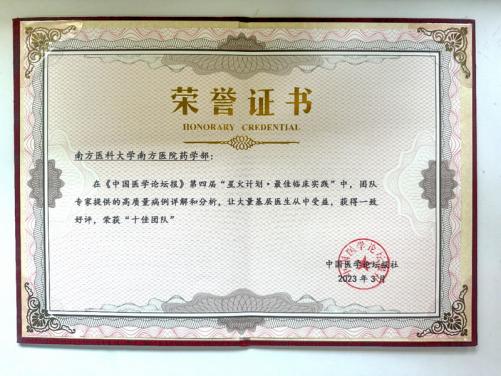 荣誉证书
HONORARY CREDENTIAL
南方医科大学南方医院药学部：
在《中国医学论坛报》第四届“星火计划·最佳临床实践”中，团队
专家提供的高质量病例详解和分析，让大量基层医生从中受益，获得一致
好评，荣获“十佳团队”
中国医学论坛报社
2023 年 3 月